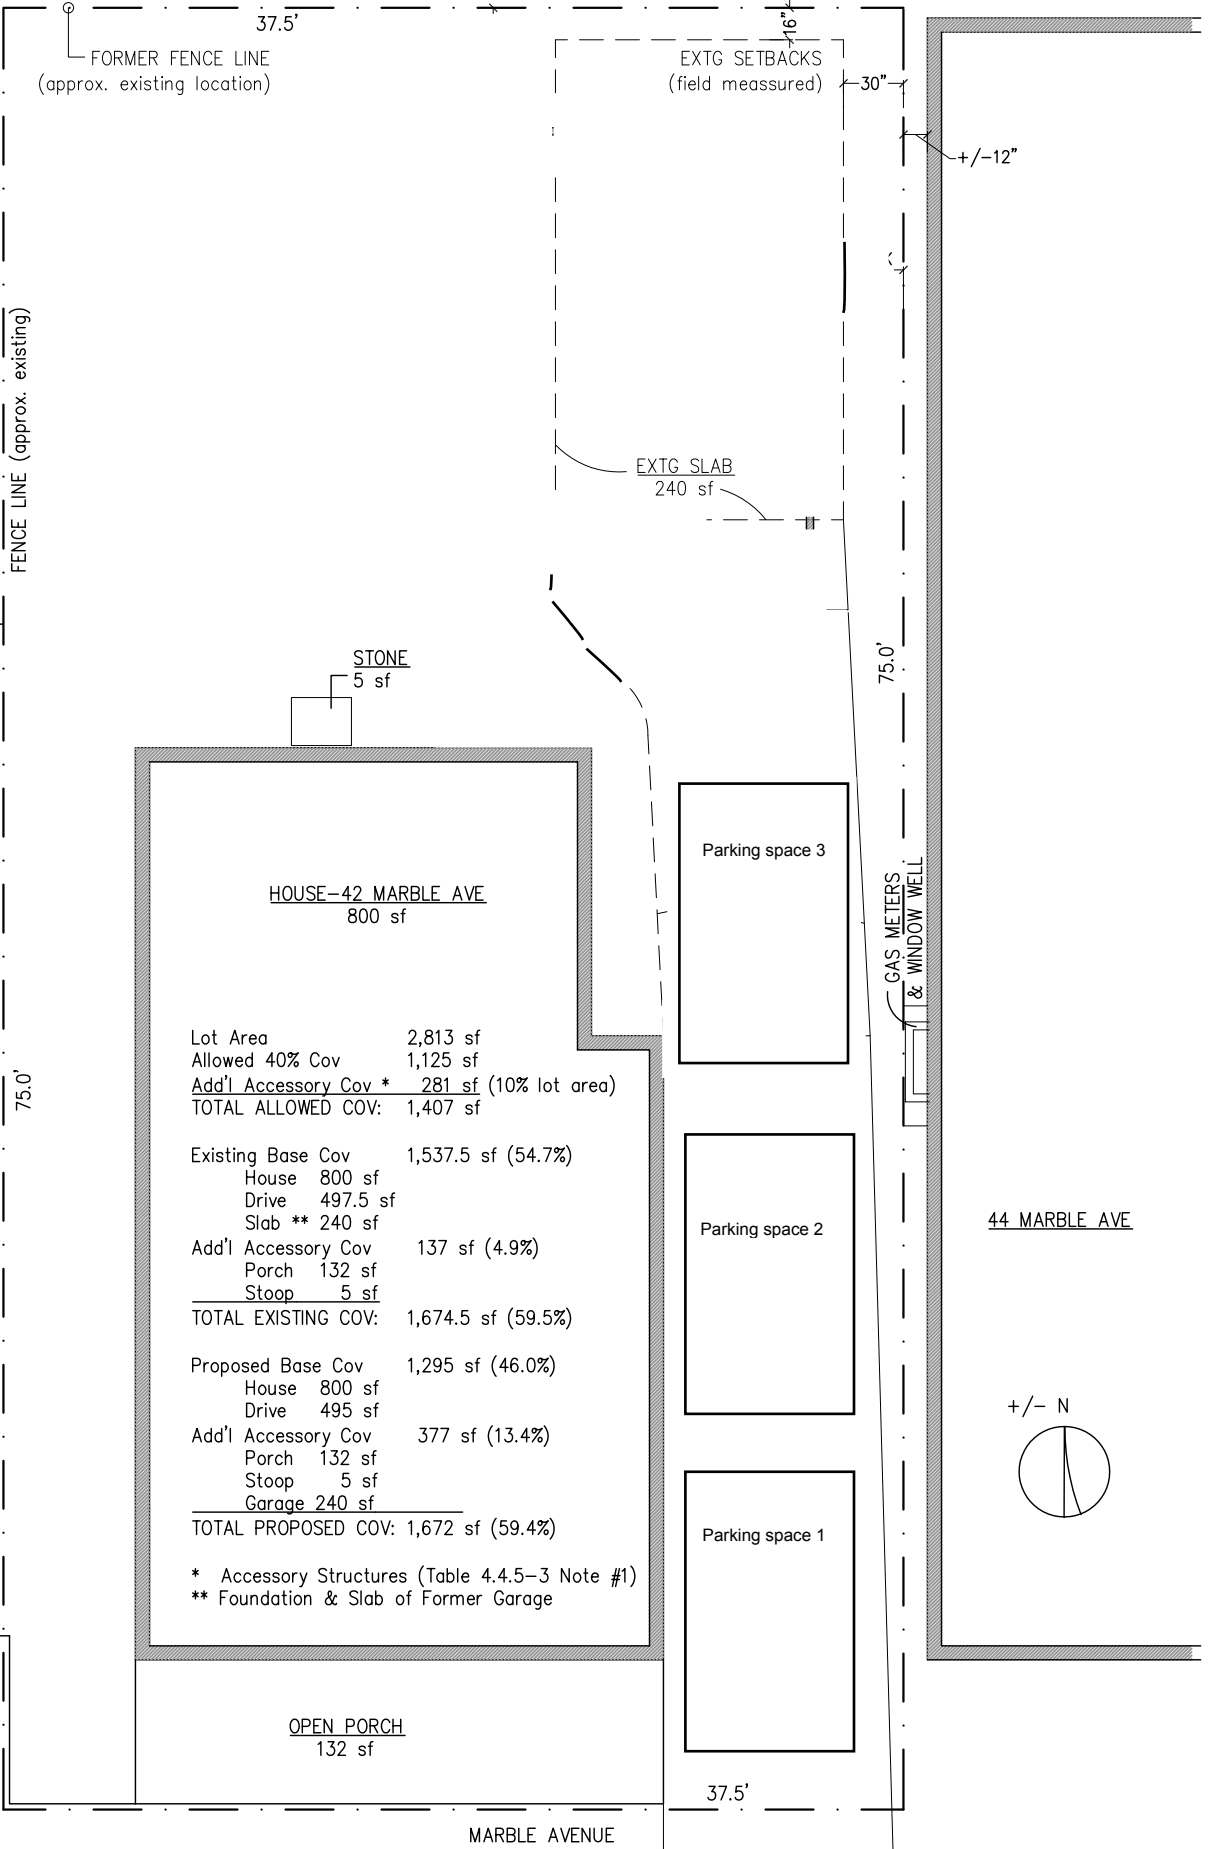 37.5'
16"
FORMER FENCE LINE
(approx. existing location)
EXTG SETBACKS
(field meassured)
30"
+/-12"
FENCE LINE (approx. existing)
EXTG SLAB
240 sf
75.0'
STONE
5 sf
Parking space 3
HOUSE-42 MARBLE AVE
800 sf
GAS METERS
& WINDOW WELL
Lot Area 2,813 sf
Allowed 40% Cov 1,125 sf
Add'l Accessory Cov * 281 sf (10% lot area)
TOTAL ALLOWED COV: 1,407 sf
75.0'
Existing Base Cov 1,537.5 sf (54.7%)
House 800 sf
Drive 497.5 sf
Slab ** 240 sf
Add'l Accessory Cov 137 sf (4.9%)
Porch 132 sf
Stoop 5 sf
TOTAL EXISTING COV: 1,674.5 sf (59.5%)
Parking space 2
44 MARBLE AVE
Proposed Base Cov 1,295 sf (46.0%)
House 800 sf
Drive 495 sf
Add'l Accessory Cov 377 sf (13.4%)
Porch 132 sf
Stoop 5 sf
Garage 240 sf
TOTAL PROPOSED COV: 1,672 sf (59.4%)
+/- N
Parking space 1
* Accessory Structures (Table 4.4.5-3 Note #1)
** Foundation & Slab of Former Garage
OPEN PORCH
132 sf
37.5'
MARBLE AVENUE